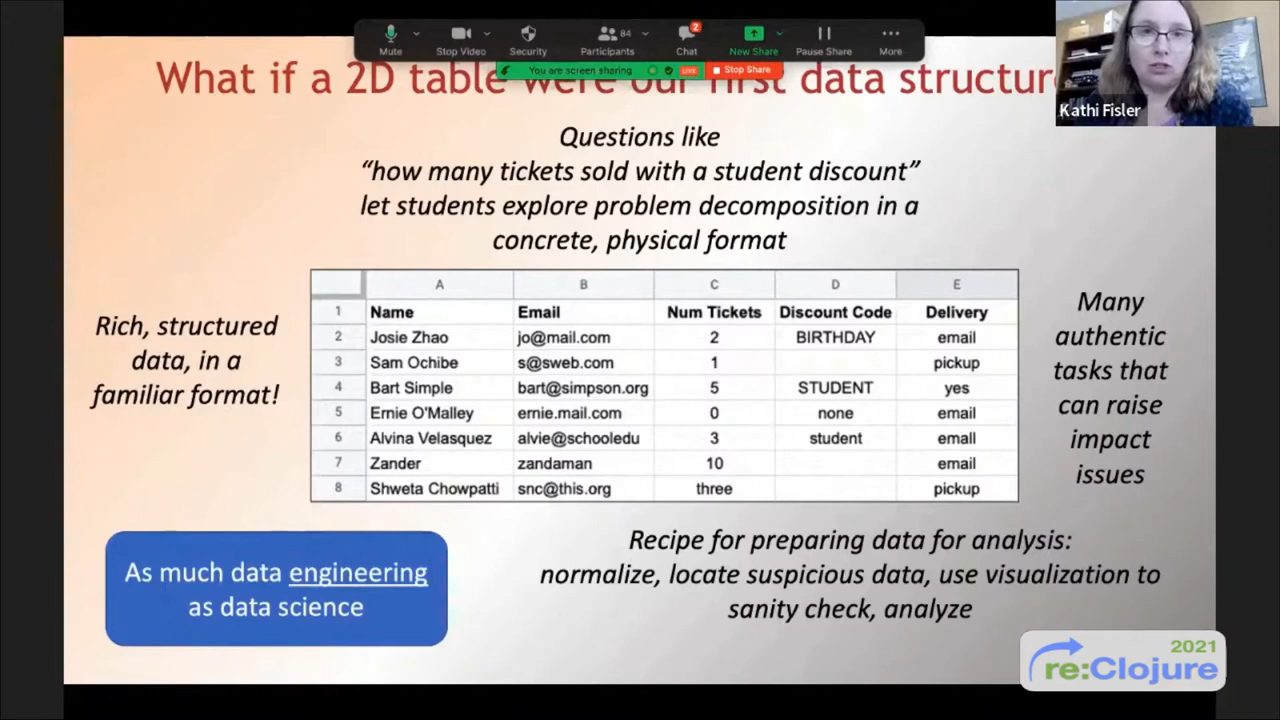 84
2
Mute
Stop Video
Security
Participants
Chat
New Share
Pause Share
More
You are screen sharing
LIVE
Stop Share
What if a 2D table were our first data structure
Kathi Fisler
Questions like
“how many tickets sold with a student discount”
let students explore problem decomposition in a
concrete, physical format
Rich, structured
data, in a
familiar format!
A B C D E
1 Name Email Num Tickets Discount Code Delivery
2 Josie Zhao jo@mail.com 2 BIRTHDAY email
3 Sam Ochibe s@sweb.com 1 pickup
4 Bart Simple bart@simpson.org 5 STUDENT yes
5 Ernie O'Malley ernie.mail.com 0 none email
6 Alvina Velasquez alvie@schooledu 3 student email
7 Zander zandaman 10 email
8 Shweta Chowpatti snc@this.org three pickup
Many
authentic
tasks that
can raise
impact
issues
As much data engineering
as data science
Recipe for preparing data for analysis:
normalize, locate suspicious data, use visualization to
sanity check, analyze
2021
re:Clojure